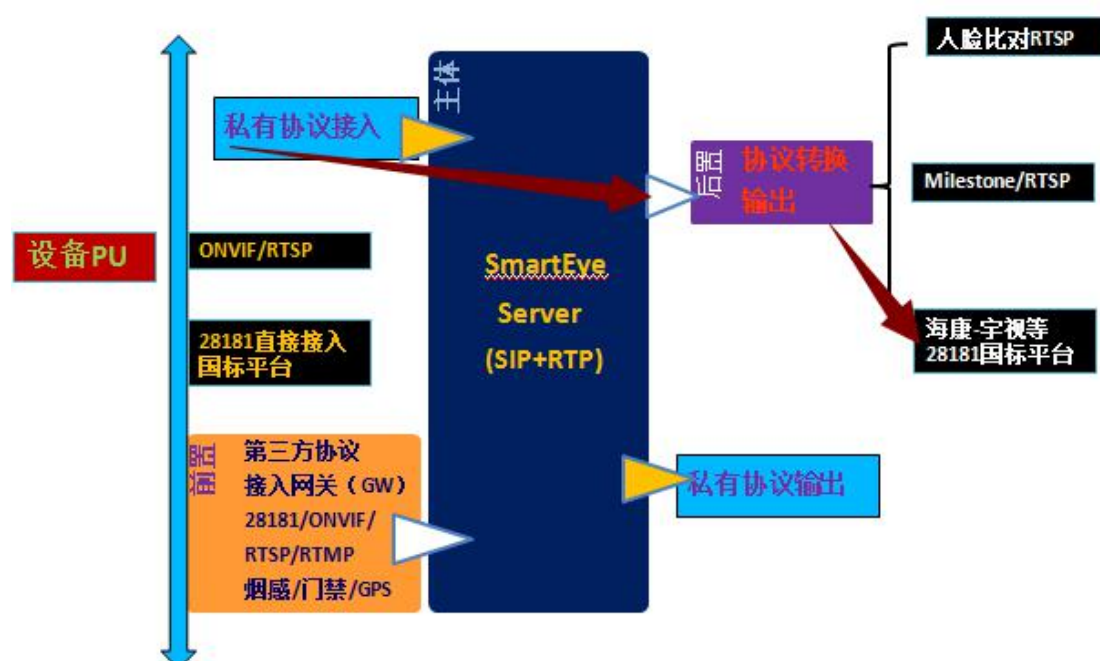 设备PU
私有协议接入
ONVIF/RTSP
28181直接接入
国标平台
前置
第三方协议
接入网关（GW）
28181/ONVIF/
RTSP/RTMP
烟感/门禁/GPS
主体
SmartEye
Server
(SIP+RTP)
后置
协议转换
输出
私有协议输出
人脸比对RTSP
Milestone/RTSP
海康-宇视等
28181国标平台